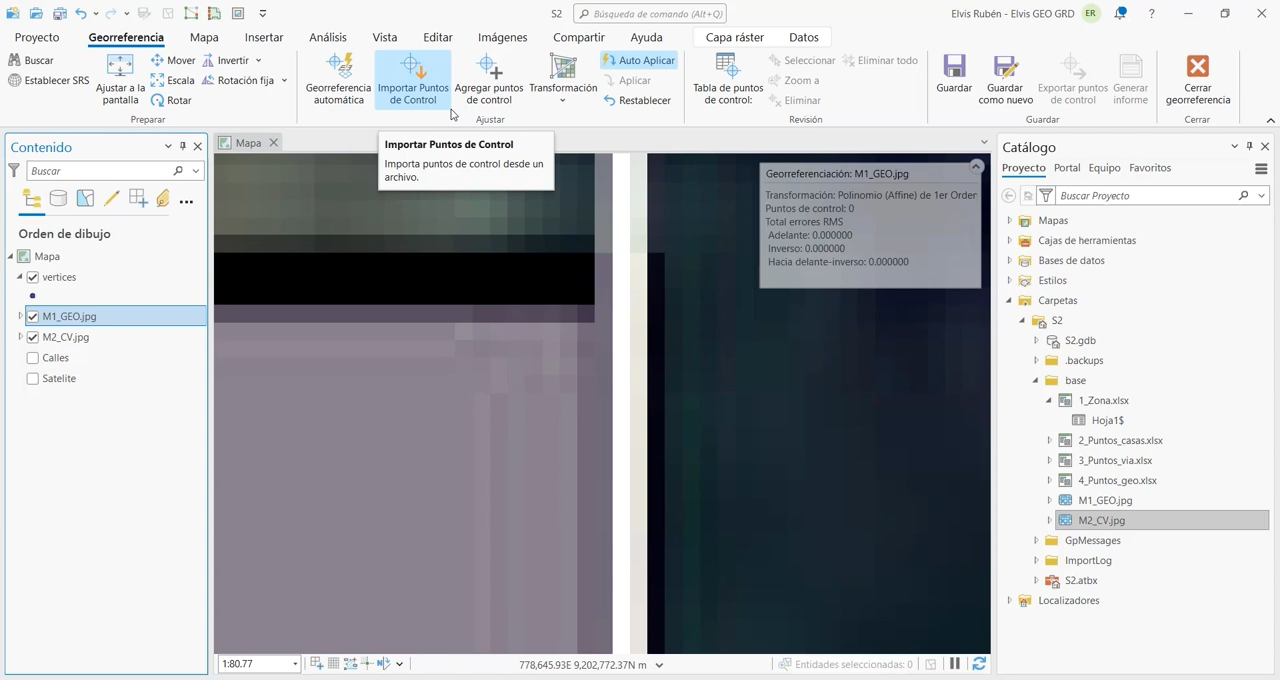 S2
Búsqueda de comando (Alt+Q)
Elvis Rubén - Elvis GEO GRD
ER
?
Proyecto
Georreferencia
Mapa
Insertar
Análisis
Vista
Editar
Imágenes
Compartir
Ayuda
Capa ráster
Datos
Buscar
Establecer SRS
Ajustar a la
pantalla
Mover
Invertir
Escala
Rotación fija
Rotar
Preparar
Georreferencia
automática
Importar Puntos
de Control
Agregar puntos
de control
Transformación
Auto Aplicar
Aplicar
Restablecer
Ajustar
Tabla de puntos
de control:
Seleccionar
Zoom a
Eliminar
Eliminar todo
Revisión
Guardar
Guardar
como nuevo
Exportar puntos
de control
Generar
informe
Guardar
Cerrar
georreferencia
Cerrar
Importar Puntos de Control
Importa puntos de control desde un
archivo.
Contenido
Buscar
Orden de dibujo
Mapa
vertices
M1_GEO.jpg
M2_CV.jpg
Calles
Satelite
Mapa
Georreferenciación: M1_GEO.jpg
Transformación: Polinomio (Affine) de 1er Orden
Puntos de control: 0
Total errores RMS
Adelante: 0.000000
Inverso: 0.000000
Hacia delante-inverso: 0.000000
1:80.77
778,645.93E 9,202,772.37N m
Entidades seleccionadas: 0
Catálogo
Proyecto
Portal
Equipo
Favoritos
Buscar Proyecto
Mapas
Cajas de herramientas
Bases de datos
Estilos
Carpetas
S2
S2.gdb
.backups
base
1_Zona.xlsx
Hoja1$
2_Puntos_casas.xlsx
3_Puntos_via.xlsx
4_Puntos_geo.xlsx
M1_GEO.jpg
M2_CV.jpg
GpMessages
ImportLog
S2.atbx
Localizadores